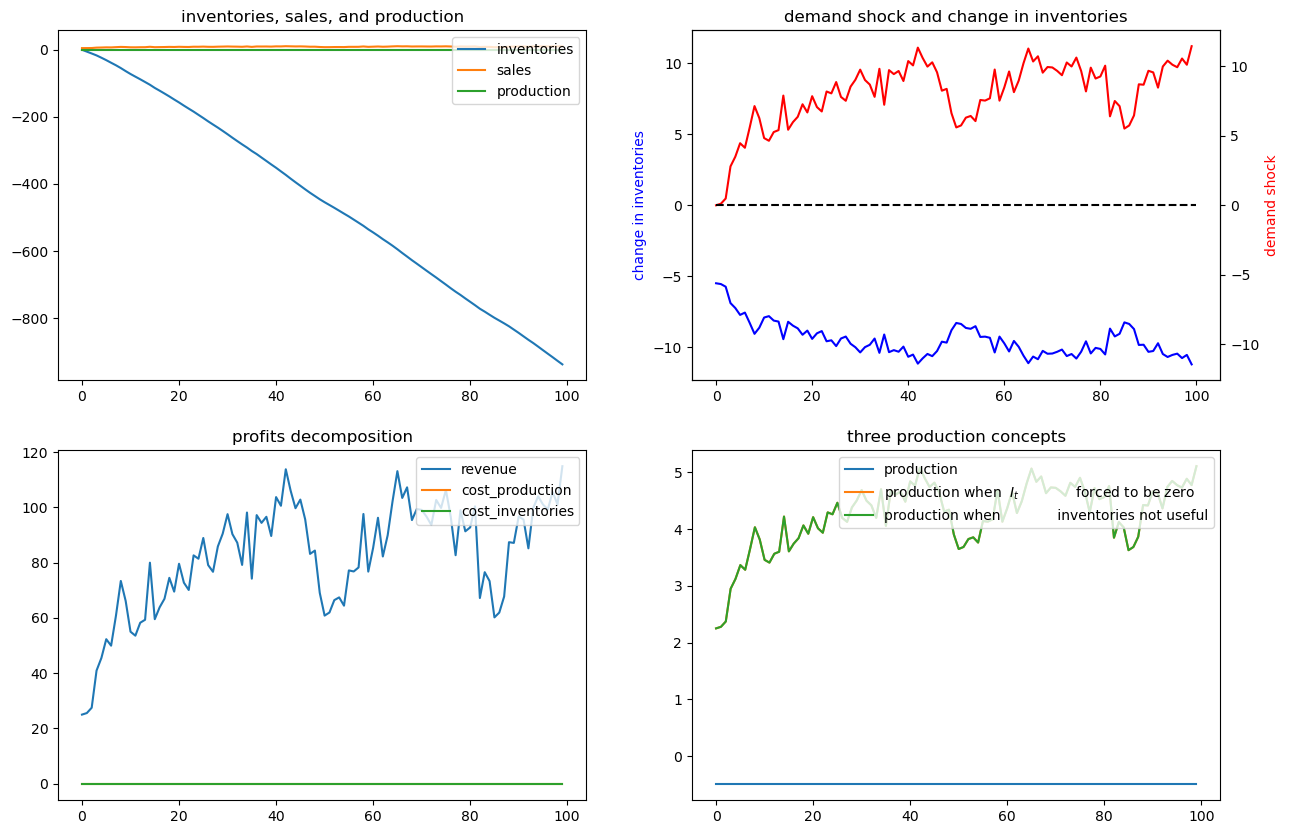 inventories, sales, and production
0
−200
−400
−600
−800
0 20 40 60 80 100
inventories
sales
production
demand shock and change in inventories
change in inventories
10
5
0
−5
−10
0 20 40 60 80 100
10
5
0
−5
−10
demand shock
profits decomposition
120
100
80
60
40
20
0
0 20 40 60 80 100
revenue
cost_production
cost_inventories
three production concepts
5
4
3
2
1
0
0 20 40 60 80 100
production
production when I_t forced to be zero
production when inventories not useful